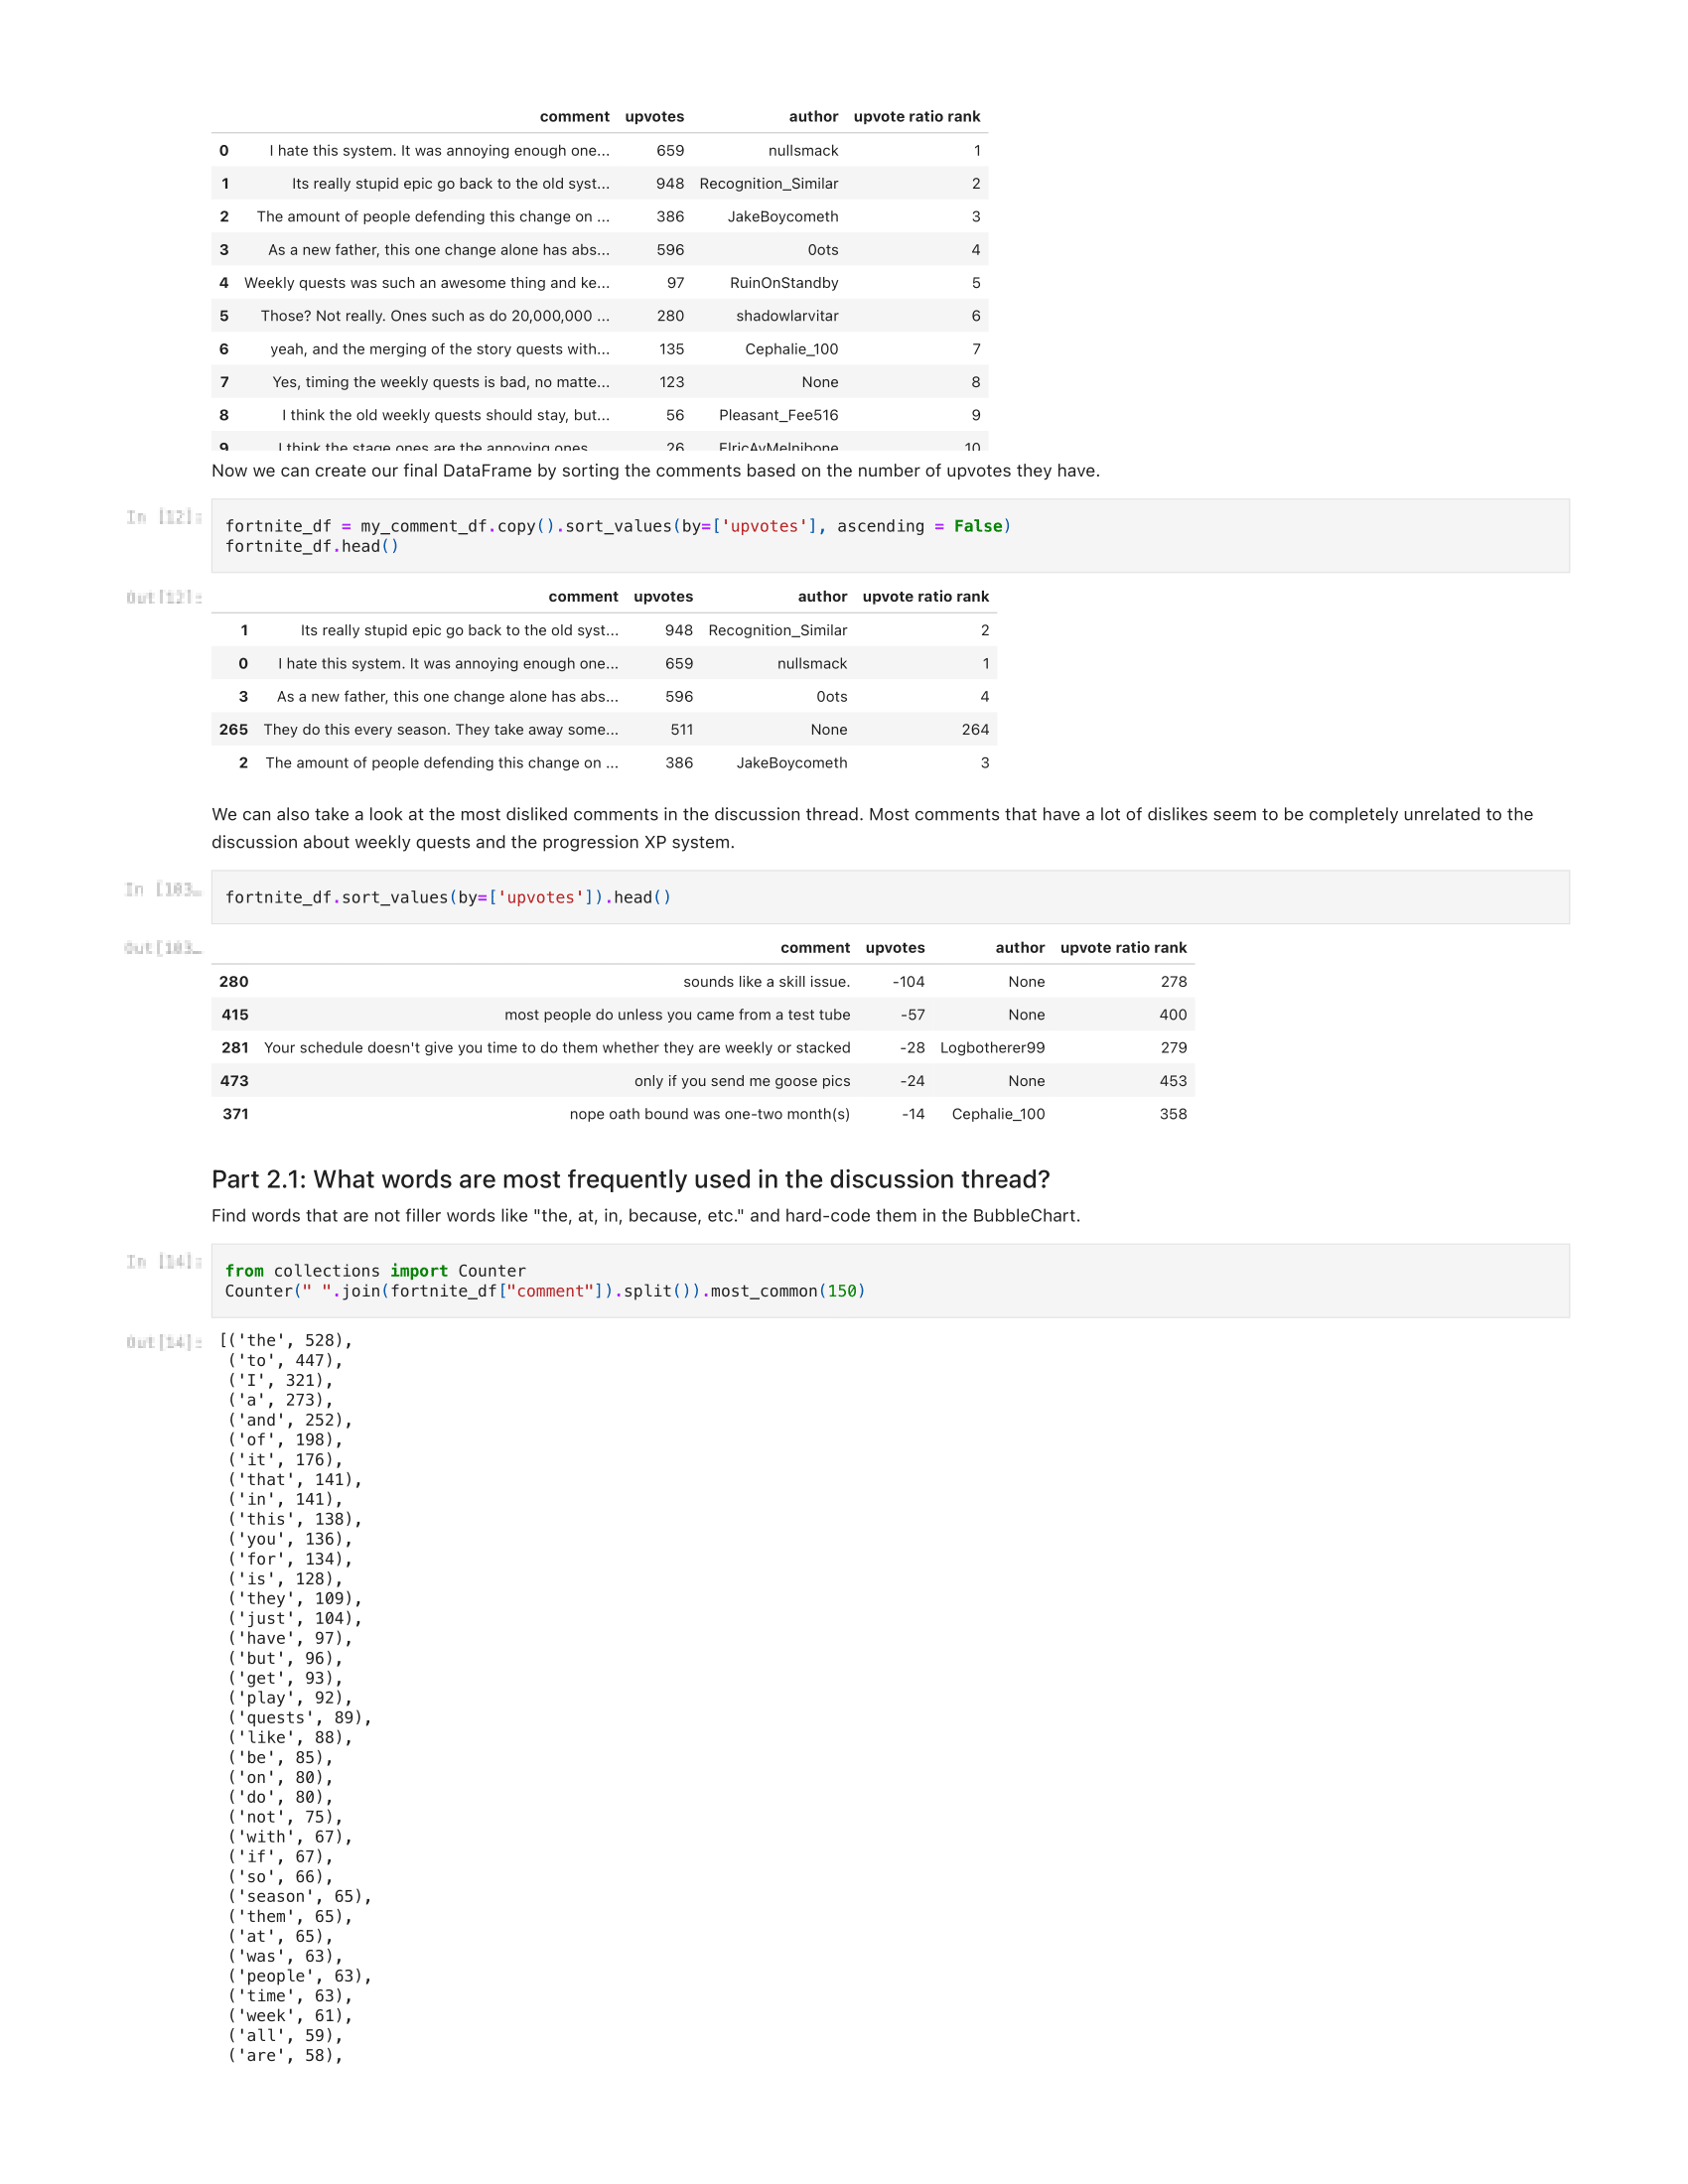 comment upvotes author upvote ratio rank
0 I hate this system. It was annoying enough one... 659 nullsmack 1
1 Its really stupid epic go back to the old syst... 948 Recognition_Similar 2
2 The amount of people defending this change on ... 386 JakeBoycometh 3
3 As a new father, this one change alone has abs... 596 0ots 4
4 Weekly quests was such an awesome thing and ke... 97 RuinOnStandby 5
5 Those? Not really. Ones such as do 20,000,000 ... 280 shadowlarvitar 6
6 yeah, and the merging of the story quests with... 135 Cephalie_100 7
7 Yes, timing the weekly quests is bad, no matte... 123 None 8
8 I think the old weekly quests should stay, but... 56 Pleasant_Fee516 9
9 I think the stage ones are the annoying ones... 26 ElricAvMelnibone 10
Now we can create our final DataFrame by sorting the comments based on the number of upvotes they have.
In [12]:
fortnite_df = my_comment_df.copy().sort_values(by=['upvotes'], ascending = False)
fortnite_df.head()
Out[12]:
comment upvotes author upvote ratio rank
1 Its really stupid epic go back to the old syst... 948 Recognition_Similar 2
0 I hate this system. It was annoying enough one... 659 nullsmack 1
3 As a new father, this one change alone has abs... 596 0ots 4
265 They do this every season. They take away some... 511 None 264
2 The amount of people defending this change on ... 386 JakeBoycometh 3
We can also take a look at the most disliked comments in the discussion thread. Most comments that have a lot of dislikes seem to be completely unrelated to the
discussion about weekly quests and the progression XP system.
In [103…
fortnite_df.sort_values(by=['upvotes']).head()
Out[103…
comment upvotes author upvote ratio rank
280 sounds like a skill issue. -104 None 278
415 most people do unless you came from a test tube -57 None 400
281 Your schedule doesn't give you time to do them whether they are weekly or stacked -28 Logbotherer99 279
473 only if you send me goose pics -24 None 453
371 nope oath bound was one-two month(s) -14 Cephalie_100 358
Part 2.1: What words are most frequently used in the discussion thread?
Find words that are not filler words like "the, at, in, because, etc." and hard-code them in the BubbleChart.
In [14]:
from collections import Counter
Counter(" ".join(fortnite_df["comment"]).split()).most_common(150)
Out[14]:
[('the', 528),
('to', 447),
('I', 321),
('a', 273),
('and', 252),
('of', 198),
('it', 176),
('that', 141),
('in', 141),
('this', 138),
('you', 136),
('for', 134),
('is', 128),
('they', 109),
('just', 104),
('have', 97),
('but', 96),
('get', 93),
('play', 92),
('quests', 89),
('like', 88),
('be', 85),
('on', 80),
('do', 80),
('not', 75),
('with', 67),
('if', 67),
('so', 66),
('season', 65),
('them', 65),
('at', 65),
('was', 63),
('people', 63),
('time', 63),
('week', 61),
('all', 59),
('are', 58),